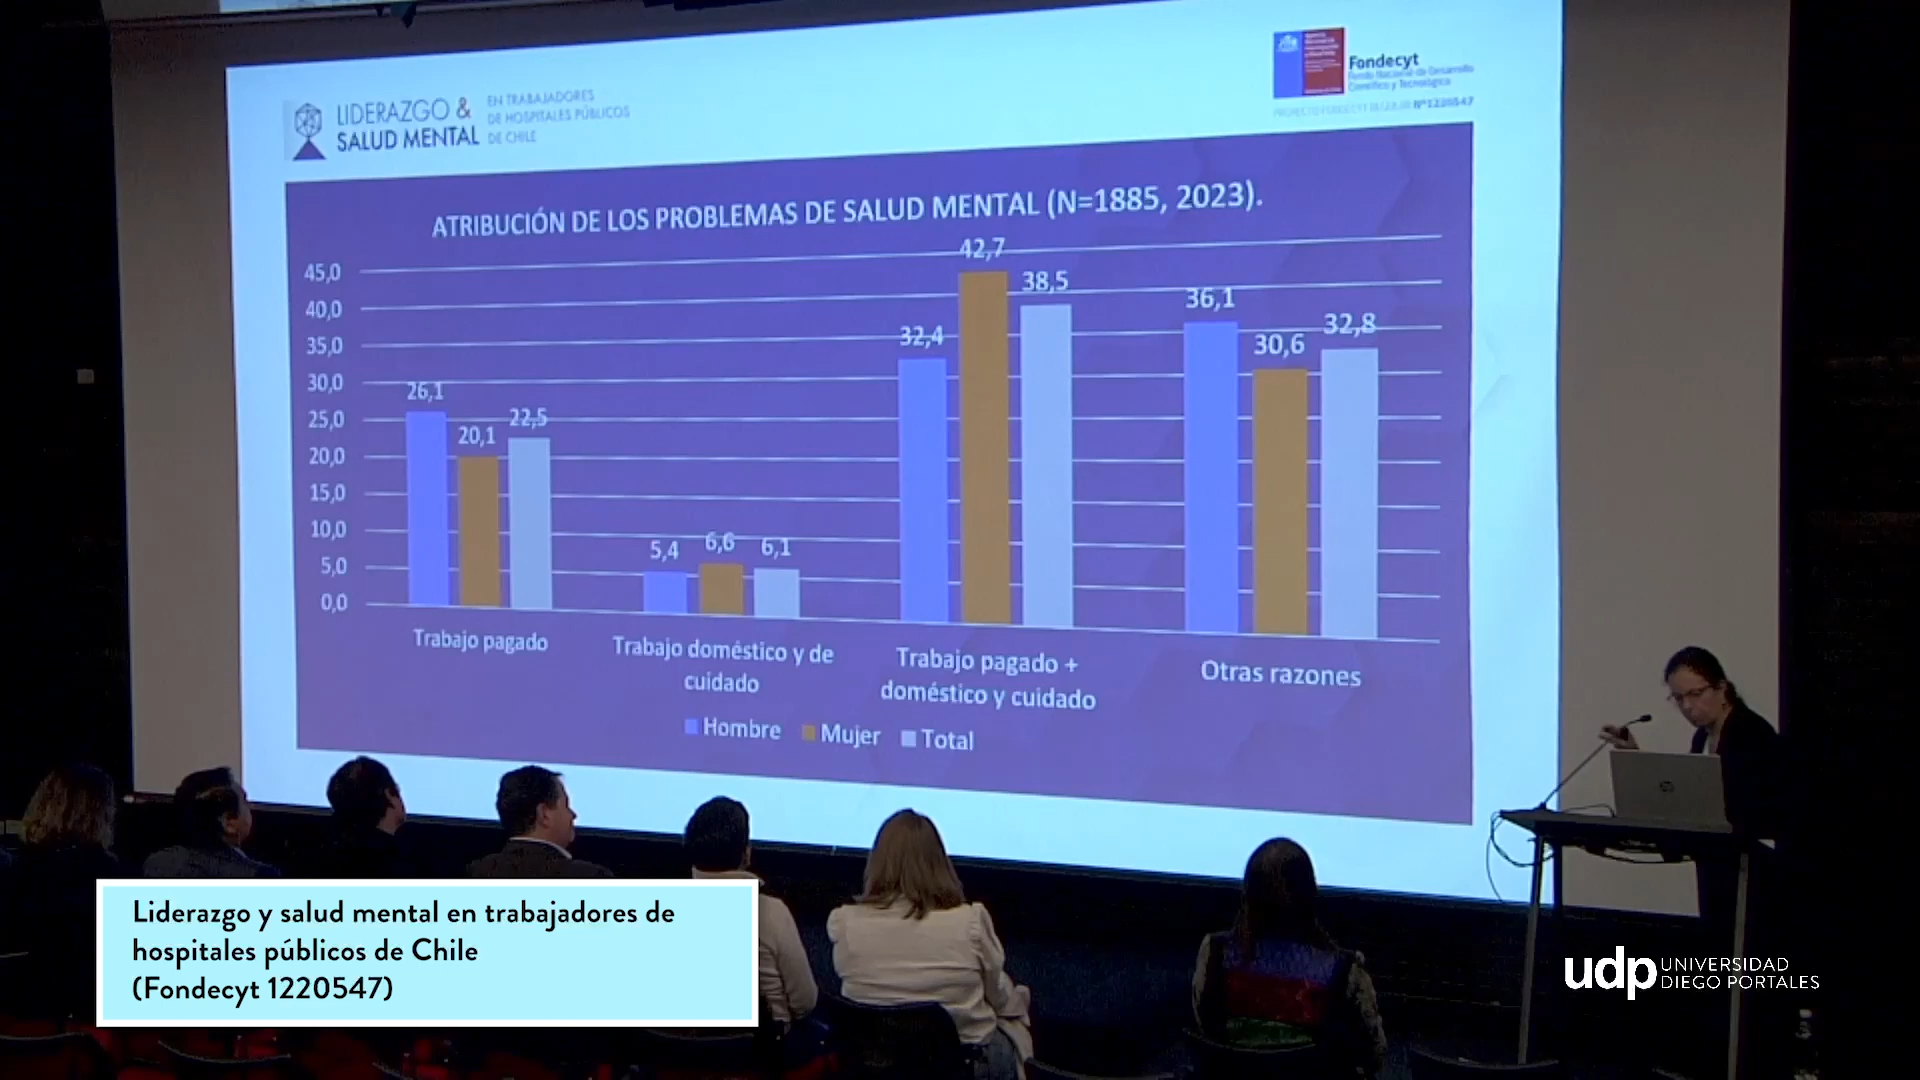 LIDERAZGO &
SALUD MENTAL
EN TRABAJADORES
DE HOSPITALES PÚBLICOS
DE CHILE
Fondecyt
Fondo Nacional de Desarrollo
Científico y Tecnológico
PROYECTO FONDECYT REGULAR Nº1220547
ATRIBUCIÓN DE LOS PROBLEMAS DE SALUD MENTAL (N=1885, 2023).
45,0
40,0
35,0
30,0
25,0
20,0
15,0
10,0
5,0
0,0
26,1
20,1
22,5
5,4
6,6
6,1
32,4
42,7
38,5
36,1
30,6
32,8
Trabajo pagado
Trabajo doméstico y de
cuidado
Trabajo pagado +
doméstico y cuidado
Otras razones
Hombre Mujer Total
Liderazgo y salud mental en trabajadores de
hospitales públicos de Chile
(Fondecyt 1220547)
udp UNIVERSIDAD
DIEGO PORTALES